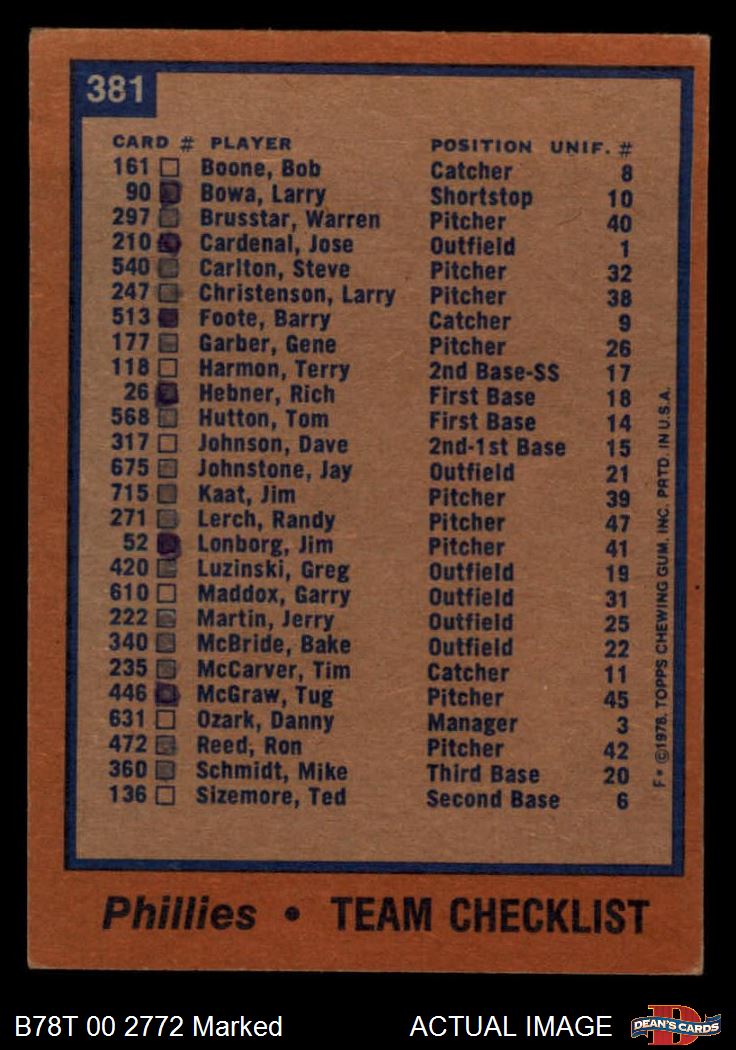 381
CARD # PLAYER POSITION UNIF. #
161 Boone, Bob Catcher 8
90 Bowa, Larry Shortstop 10
297 Brusstar, Warren Pitcher 40
210 Cardenal, Jose Outfield 1
540 Carlton, Steve Pitcher 32
247 Christenson, Larry Pitcher 38
513 Foote, Barry Catcher 9
177 Garber, Gene Pitcher 26
118 Harmon, Terry 2nd Base-SS 17
26 Hebner, Rich First Base 18
568 Hutton, Tom First Base 14
317 Johnson, Dave 2nd-1st Base 15
675 Johnstone, Jay Outfield 21
715 Kaat, Jim Pitcher 39
271 Lerch, Randy Pitcher 47
52 Lonborg, Jim Pitcher 41
420 Luzinski, Greg Outfield 19
610 Maddox, Garry Outfield 31
222 Martin, Jerry Outfield 25
340 McBride, Bake Outfield 22
235 McCarver, Tim Catcher 11
446 McGraw, Tug Pitcher 45
631 Ozark, Danny Manager 3
472 Reed, Ron Pitcher 42
360 Schmidt, Mike Third Base 20
136 Sizemore, Ted Second Base 6
F* ©1978. TOPPS CHEWING GUM, INC. PRTD. IN U.S.A.
Phillies • TEAM CHECKLIST
B78T 00 2772 Marked ACTUAL IMAGE
DEAN'S CARDS